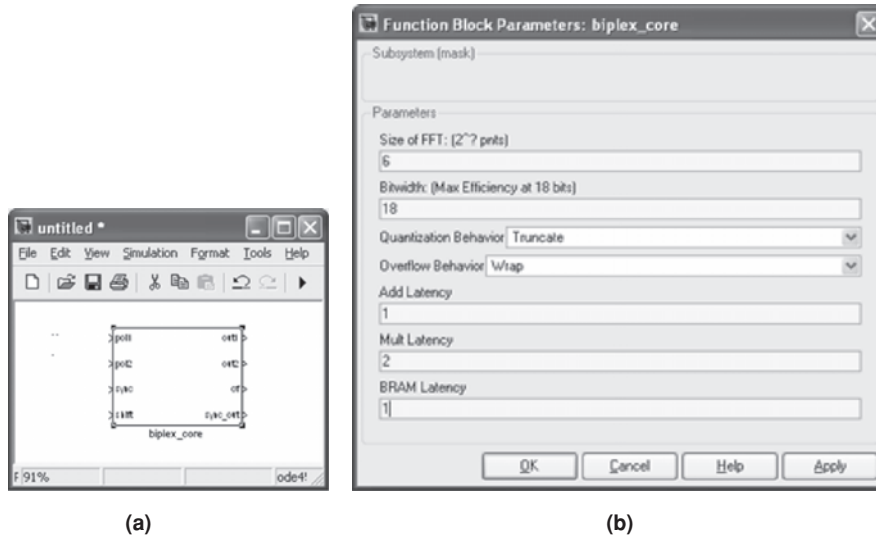 Function Block Parameters: biplex_core
Subsystem (mask)
Parameters
Size of FFT: (2^? pnts)
6
Bitwidth: (Max Efficiency at 18 bits)
18
Quantization Behavior Truncate
Overflow Behavior Wrap
Add Latency
1
Mult Latency
2
BRAM Latency
1
OK Cancel Help Apply
untitled *
File Edit View Simulation Format Tools Help
pol1 out1
pol2 out2
sync of
shift sync_out
biplex_core
F 91% ode4!
(a) (b)